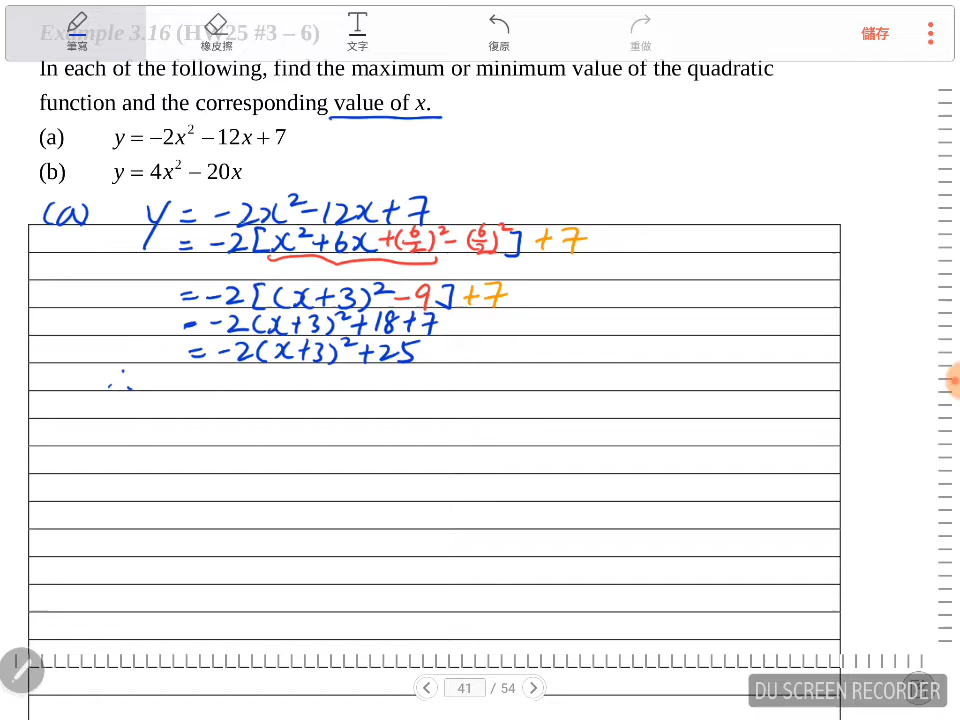 Example 3.16 (HW25 #3 – 6)
筆寫 橡皮擦 文字 復原 重做 儲存
In each of the following, find the maximum or minimum value of the quadratic
function and the corresponding value of x.
(a) y = −2x² − 12x + 7
(b) y = 4x² − 20x
(a) y = -2x² - 12x + 7
= -2[x² + 6x + (6/2)² - (6/2)²] + 7
= -2[(x+3)² - 9] + 7
= -2(x+3)² + 18 + 7
= -2(x+3)² + 25
∴
41 / 54
DU SCREEN RECORDER